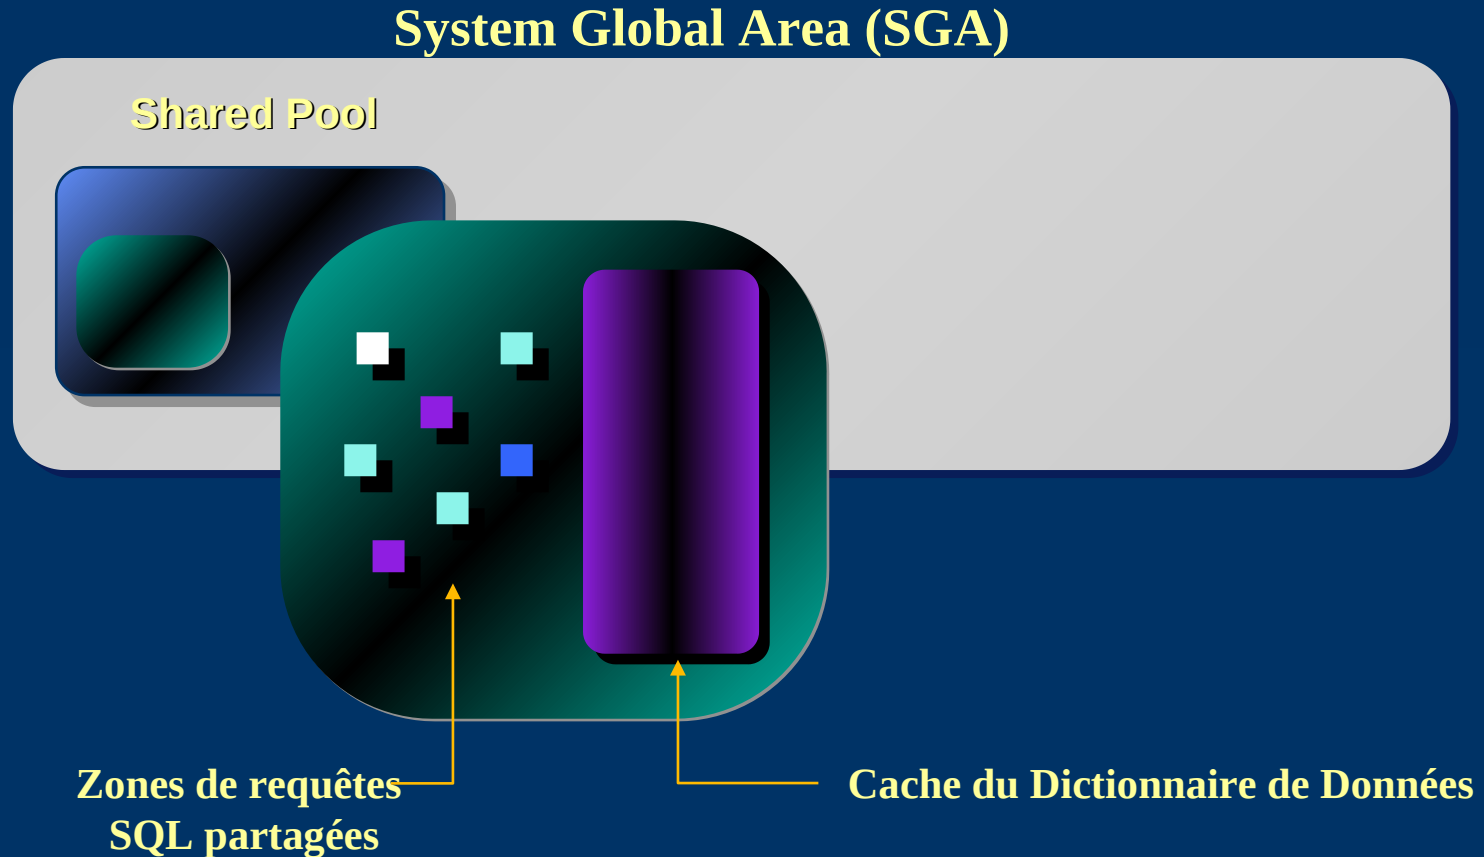 System Global Area (SGA)
Shared Pool
Zones de requêtes
SQL partagées
Cache du Dictionnaire de Données